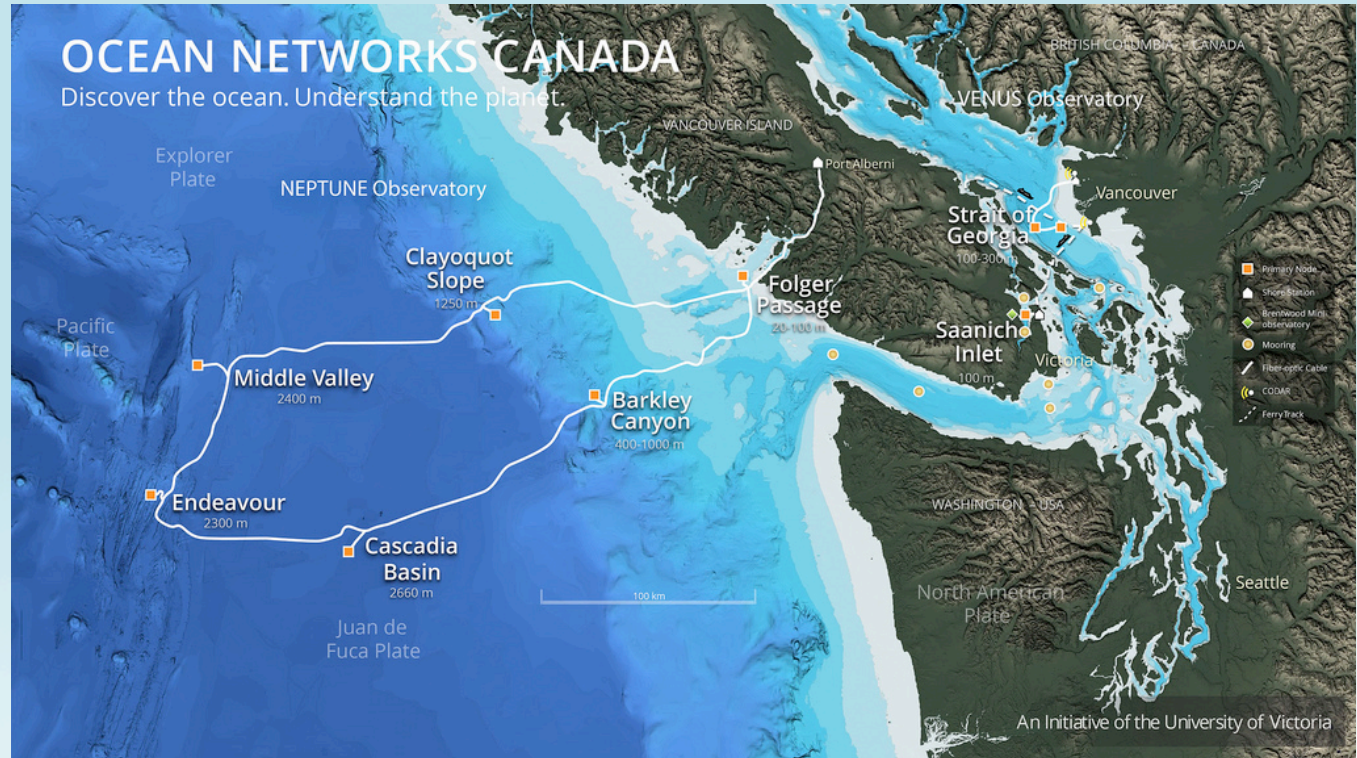 OCEAN NETWORKS CANADA
Discover the ocean. Understand the planet.
BRITISH COLUMBIA - CANADA
VENUS Observatory
VANCOUVER ISLAND
Explorer
Plate
Port Alberni
NEPTUNE Observatory
Vancouver
Strait of
Georgia
100-300 m
Clayoquot
Slope
1250 m
Folger
Passage
20-100 m
Primary Node
Shore Station
Brentwood Mini
observatory
Mooring
Fiber-optic Cable
CODAR
Ferry Track
Pacific
Plate
Saanich
Inlet
100 m
Victoria
Middle Valley
2400 m
Barkley
Canyon
400-1000 m
Endeavour
2300 m
WASHINGTON - USA
Cascadia
Basin
2660 m
100 km
North American
Plate
Seattle
Juan de
Fuca Plate
An Initiative of the University of Victoria